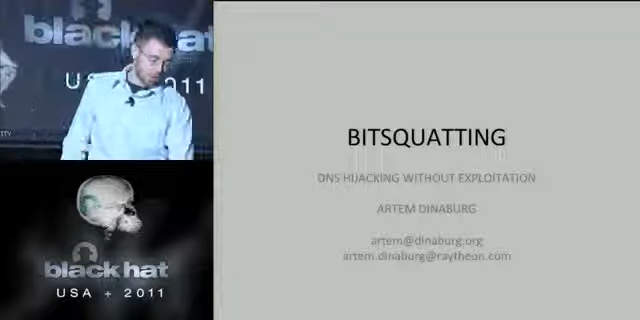 black hat
USA 2011
BITSQUATTING
DNS HIJACKING WITHOUT EXPLOITATION
ARTEM DINABURG
artem@dinaburg.org
artem.dinaburg@raytheon.com
black hat
USA + 2011